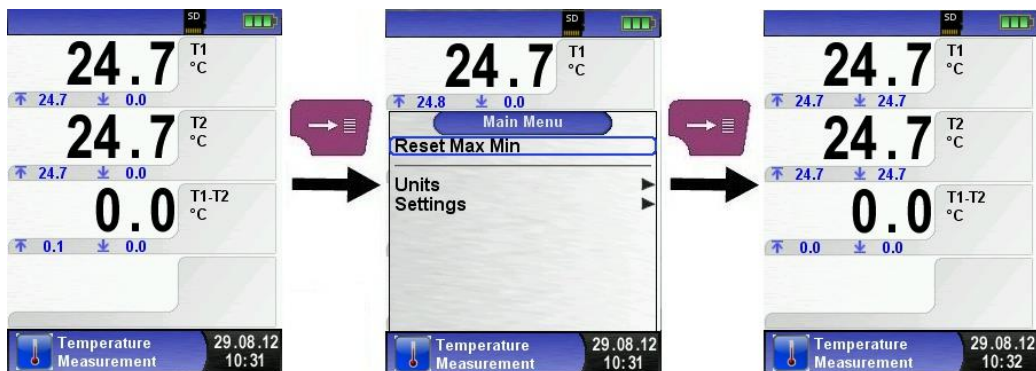 SD
24.7 T1 °C
24.7 0.0
24.7 T2 °C
24.7 0.0
0.0 T1-T2 °C
0.1 0.0
Temperature Measurement
29.08.12
10:31
SD
24.7 T1 °C
24.8 0.0
Main Menu
Reset Max Min
Units
Settings
Temperature Measurement
29.08.12
10:31
SD
24.7 T1 °C
24.7 24.7
24.7 T2 °C
24.7 24.7
0.0 T1-T2 °C
0.0 0.0
Temperature Measurement
29.08.12
10:32